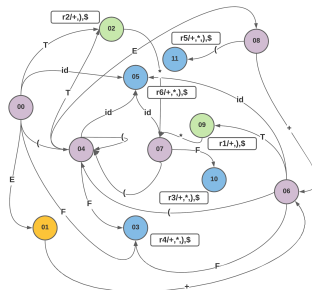 r2/+,),$
02
08
r5/+,*,),$
T
E
(
11
id
05
*
r6/+,*,),$
T
id
00
id
id
09
+
(
04
(
*
r1/+,),$
T
07
F
E
10
06
(
r3/+,*,),$
F
F
(
01
03
r4/+,*,),$
F
+